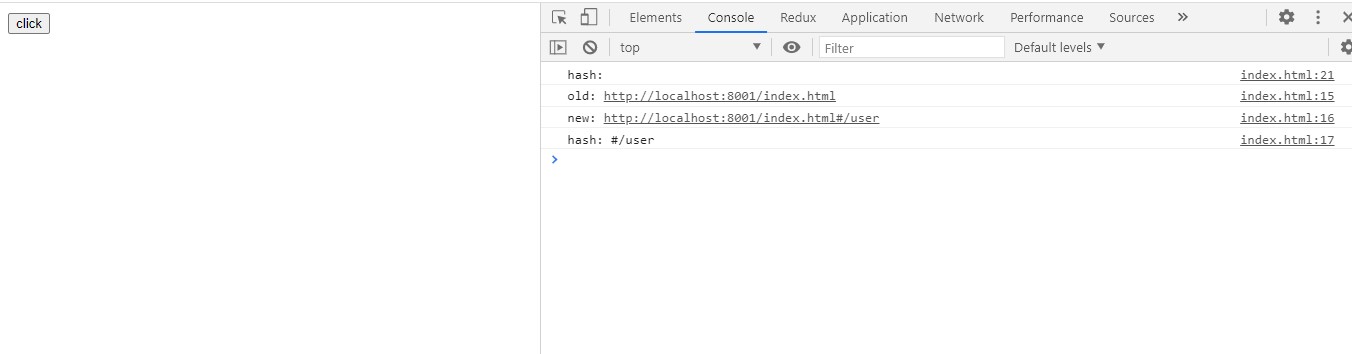 click
Elements Console Redux Application Network Performance Sources »
top Filter Default levels
hash: index.html:21
old: http://localhost:8001/index.html index.html:15
new: http://localhost:8001/index.html#/user index.html:16
hash: #/user index.html:17